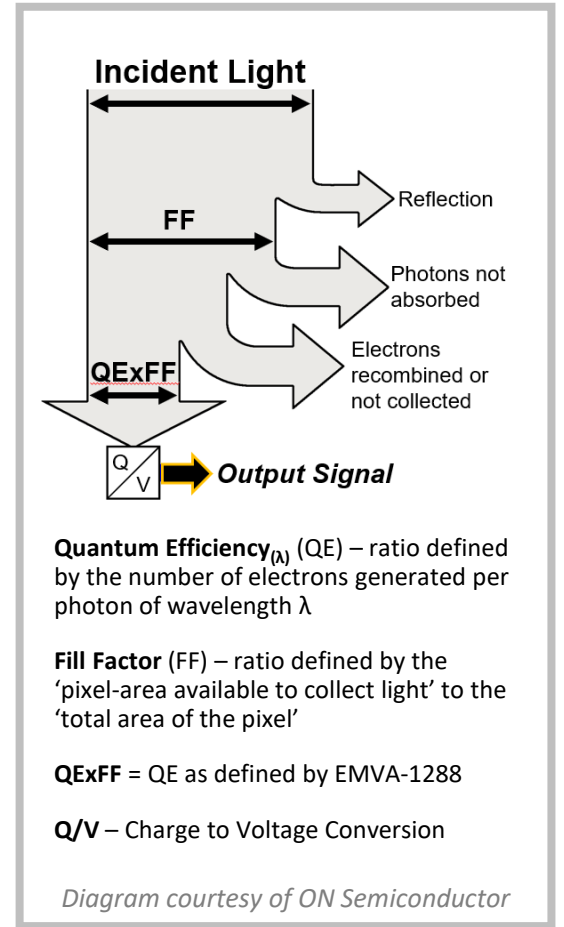 Incident Light
Reflection
FF
Photons not
absorbed
Electrons
recombined or
not collected
QExFF
Q
V
Output Signal
Quantum Efficiency(λ) (QE) – ratio defined
by the number of electrons generated per
photon of wavelength λ
Fill Factor (FF) – ratio defined by the
‘pixel-area available to collect light’ to the
‘total area of the pixel’
QExFF = QE as defined by EMVA-1288
Q/V – Charge to Voltage Conversion
Diagram courtesy of ON Semiconductor